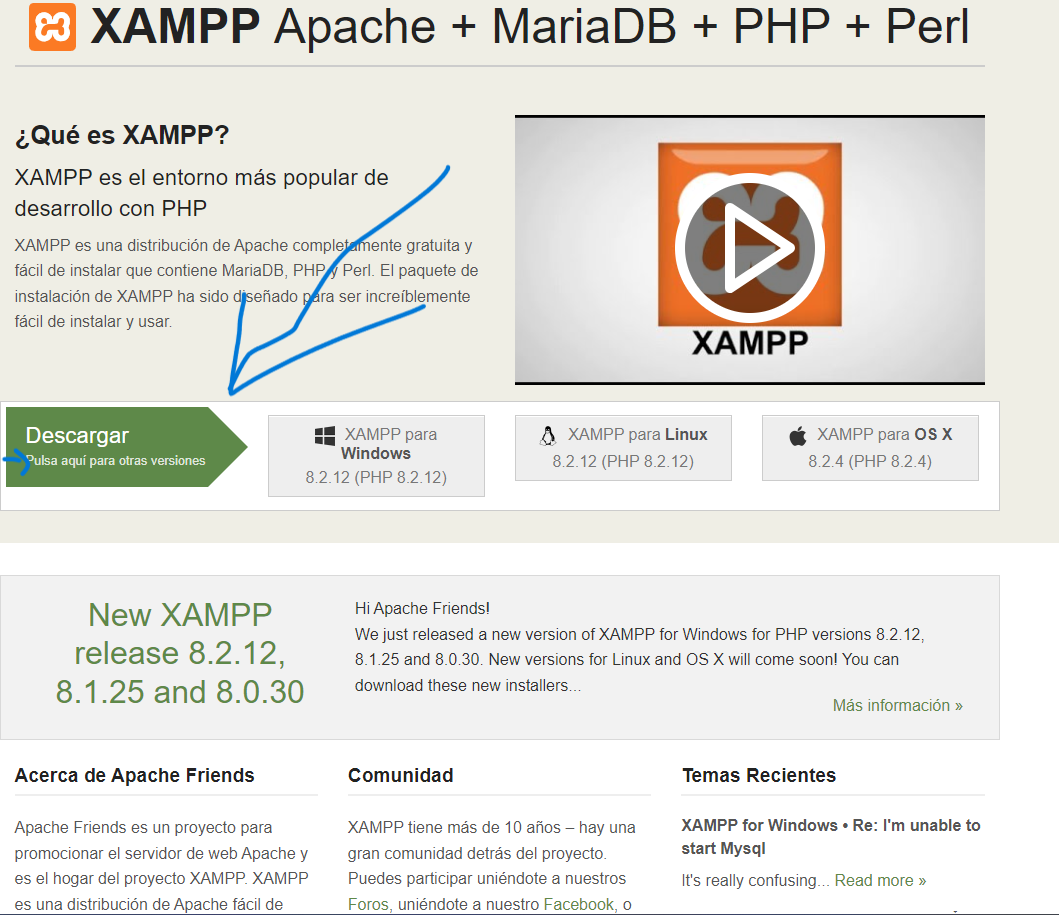 XAMPP Apache + MariaDB + PHP + Perl
¿Qué es XAMPP?
XAMPP es el entorno más popular de
desarrollo con PHP
XAMPP es una distribución de Apache completamente gratuita y
fácil de instalar que contiene MariaDB, PHP y Perl. El paquete de
instalación de XAMPP ha sido diseñado para ser increíblemente
fácil de instalar y usar.
XAMPP
Descargar
Pulsa aquí para otras versiones
XAMPP para
Windows
8.2.12 (PHP 8.2.12)
XAMPP para Linux
8.2.12 (PHP 8.2.12)
XAMPP para OS X
8.2.4 (PHP 8.2.4)
New XAMPP
release 8.2.12,
8.1.25 and 8.0.30
Hi Apache Friends!
We just released a new version of XAMPP for Windows for PHP versions 8.2.12,
8.1.25 and 8.0.30. New versions for Linux and OS X will come soon! You can
download these new installers...
Más información »
Acerca de Apache Friends
Apache Friends es un proyecto para
promocionar el servidor de web Apache y
es el hogar del proyecto XAMPP. XAMPP
es una distribución de Apache fácil de
Comunidad
XAMPP tiene más de 10 años – hay una
gran comunidad detrás del proyecto.
Puedes participar uniéndote a nuestros
Foros, uniéndote a nuestro Facebook, o
Temas Recientes
XAMPP for Windows • Re: I'm unable to
start Mysql
It's really confusing... Read more »